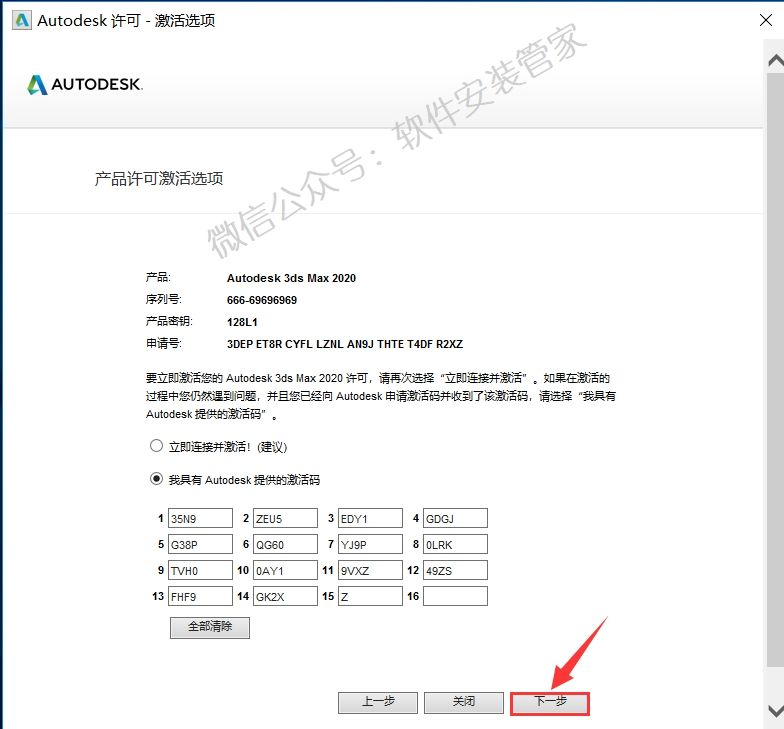 Autodesk 许可 - 激活选项
AUTODESK.
微信公众号：软件安装管家
产品许可激活选项
产品: Autodesk 3ds Max 2020
序列号: 666-69696969
产品密钥: 128L1
申请号: 3DEP ET8R CYFL LZNL AN9J THTE T4DF R2XZ
要立即激活您的 Autodesk 3ds Max 2020 许可，请再次选择“立即连接并激活”。如果在激活的
过程中您仍然遇到问题，并且您已经向 Autodesk 申请激活码并收到了该激活码，请选择“我具有
Autodesk 提供的激活码”。
立即连接并激活! (建议)
我具有 Autodesk 提供的激活码
1 35N9 2 ZEU5 3 EDY1 4 GDGJ
5 G38P 6 QG60 7 YJ9P 8 0LRK
9 TVH0 10 0AY1 11 9VXZ 12 49ZS
13 FHF9 14 GK2X 15 Z 16
全部清除
上一步 关闭 下一步